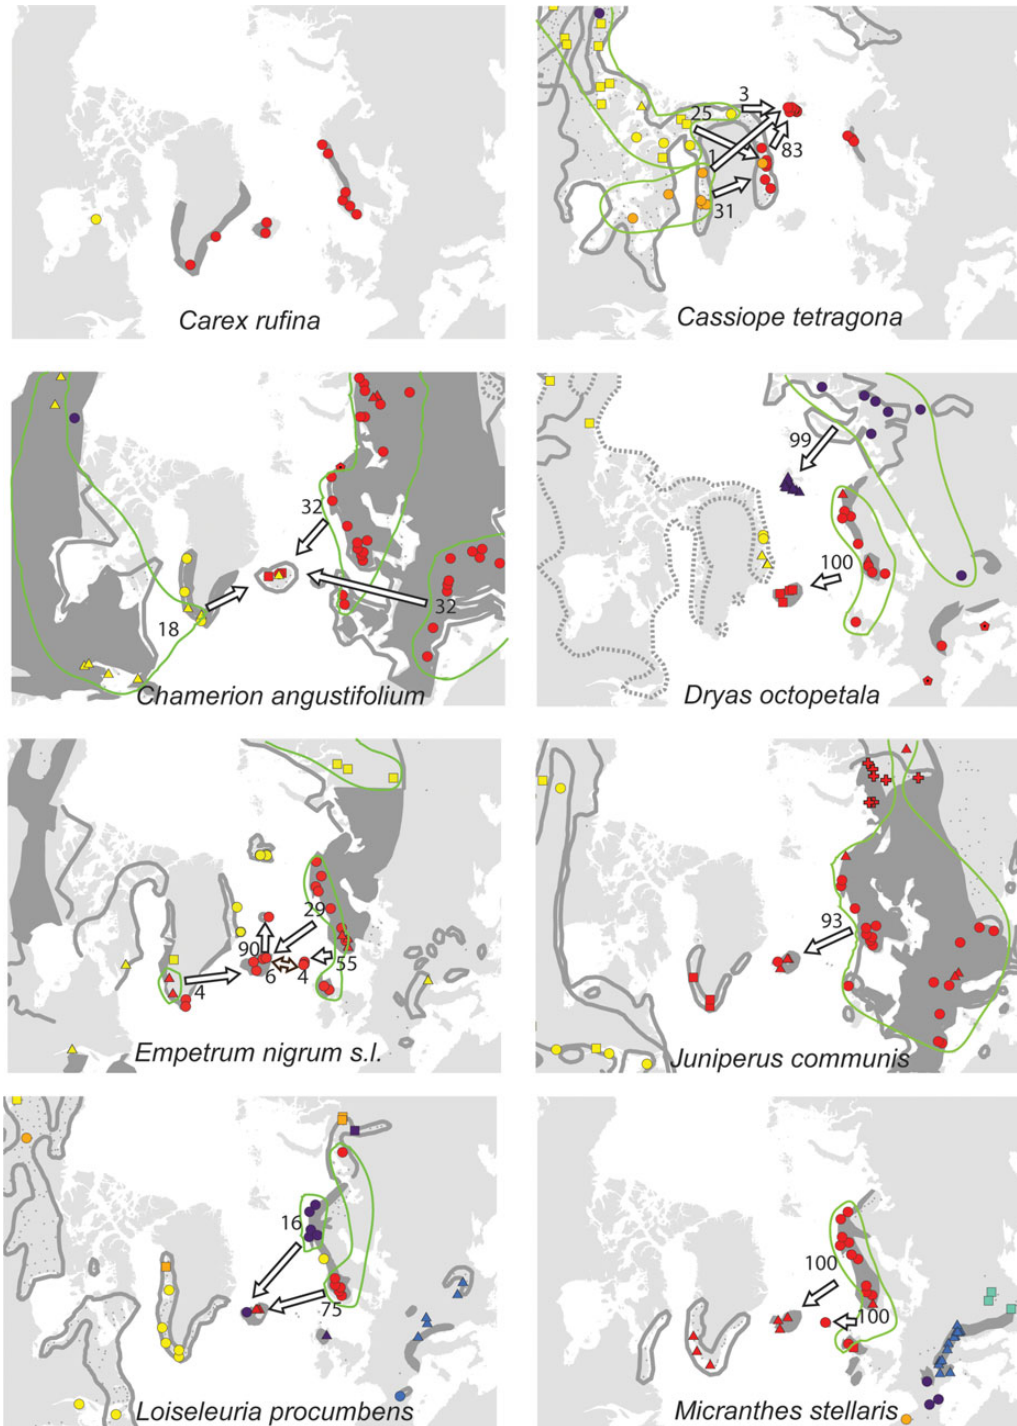 Carex rufina
3
25
1
83
31
Cassiope tetragona
32
32
18
Chamerion angustifolium
99
100
Dryas octopetala
29
90
55
6
4
4
Empetrum nigrum s.l.
93
Juniperus communis
16
75
Loiseleuria procumbens
100
100
Micranthes stellaris